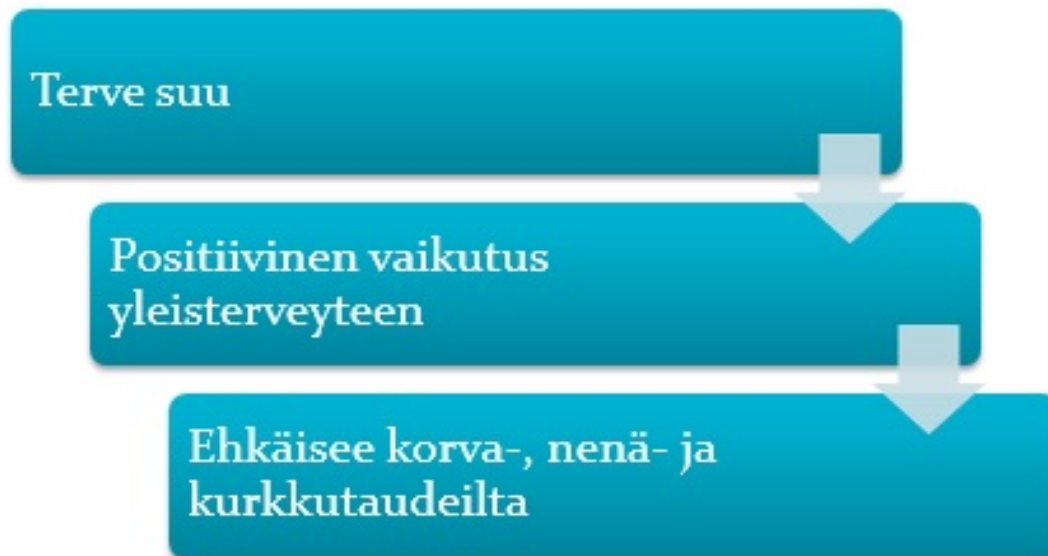 Terve suu
Positiivinen vaikutus
yleisterveyteen
Ehkäisee korva-, nenä- ja
kurkkutaudeilta